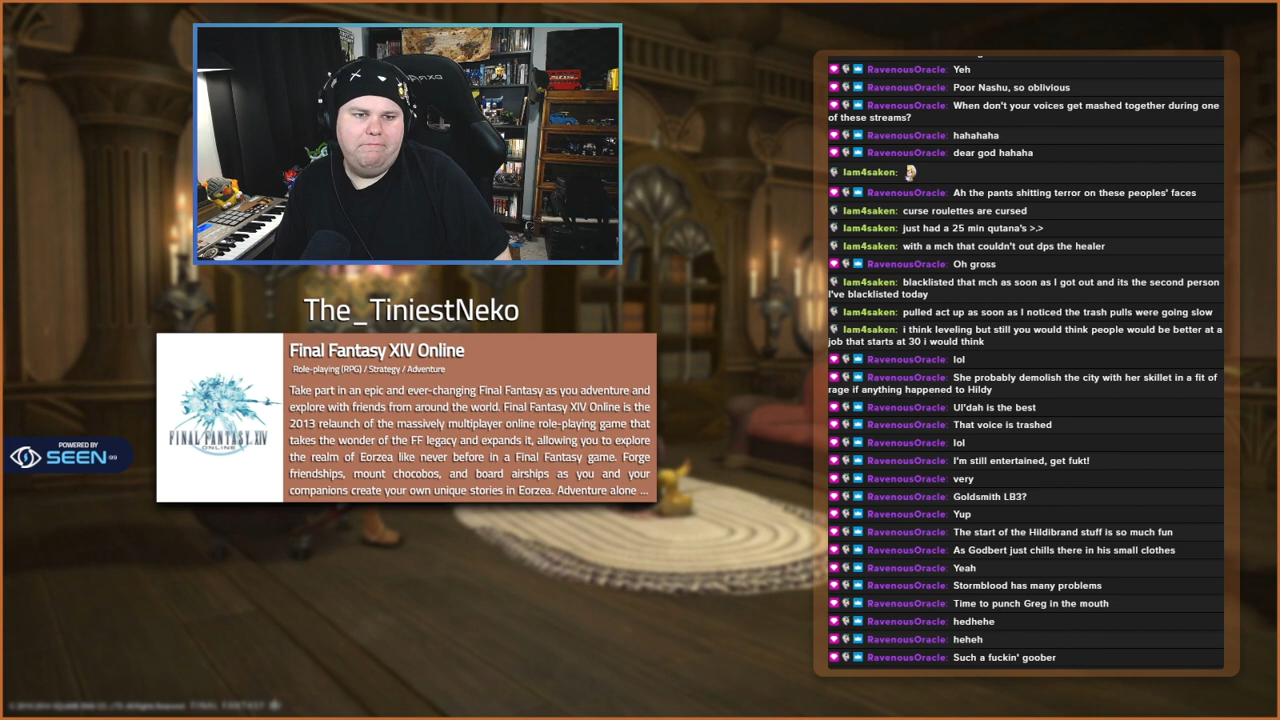 The_TiniestNeko
Final Fantasy XIV Online
Role-playing (RPG) / Strategy / Adventure
Take part in an epic and ever-changing Final Fantasy as you adventure and
explore with friends from around the world. Final Fantasy XIV Online is the
2013 relaunch of the massively multiplayer online role-playing game that
takes the wonder of the FF legacy and expands it, allowing you to explore
the realm of Eorzea like never before in a Final Fantasy game. Forge
friendships, mount chocobos, and board airships as you and your
companions create your own unique stories in Eorzea. Adventure alone ...
FINAL FANTASY XIV
ONLINE
POWERED BY
SEEN
RavenousOracle: Yeh
RavenousOracle: Poor Nashu, so oblivious
RavenousOracle: When don't your voices get mashed together during one
of these streams?
RavenousOracle: hahahaha
RavenousOracle: dear god hahaha
Iam4saken:
RavenousOracle: Ah the pants shitting terror on these peoples' faces
Iam4saken: curse roulettes are cursed
Iam4saken: just had a 25 min qutana's >.>
Iam4saken: with a mch that couldn't out dps the healer
RavenousOracle: Oh gross
Iam4saken: blacklisted that mch as soon as I got out and its the second person
I've blacklisted today
Iam4saken: pulled act up as soon as I noticed the trash pulls were going slow
Iam4saken: i think leveling but still you would think people would be better at a
job that starts at 30 i would think
RavenousOracle: lol
RavenousOracle: She probably demolish the city with her skillet in a fit of
rage if anything happened to Hildy
RavenousOracle: Ul'dah is the best
RavenousOracle: That voice is trashed
RavenousOracle: lol
RavenousOracle: I'm still entertained, get fukt!
RavenousOracle: very
RavenousOracle: Goldsmith LB3?
RavenousOracle: Yup
RavenousOracle: The start of the Hildibrand stuff is so much fun
RavenousOracle: As Godbert just chills there in his small clothes
RavenousOracle: Yeah
RavenousOracle: Stormblood has many problems
RavenousOracle: Time to punch Greg in the mouth
RavenousOracle: hedhehe
RavenousOracle: heheh
RavenousOracle: Such a fuckin' goober
FINAL FANTASY